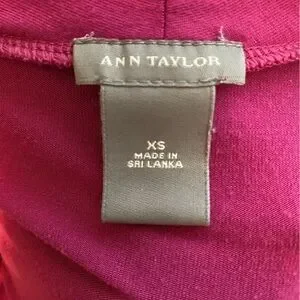 ANN TAYLOR
XS
MADE IN
SRI LANKA